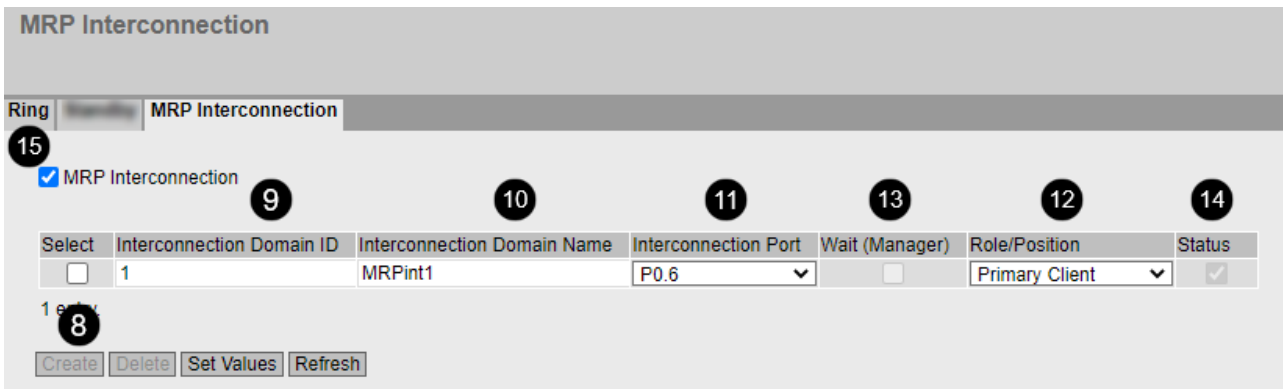 MRP Interconnection
Ring MRP Interconnection
15
MRP Interconnection
9 10 11 13 12 14
Select Interconnection Domain ID Interconnection Domain Name Interconnection Port Wait (Manager) Role/Position Status
1 MRPint1 P0.6 Primary Client
1
8
Create Delete Set Values Refresh